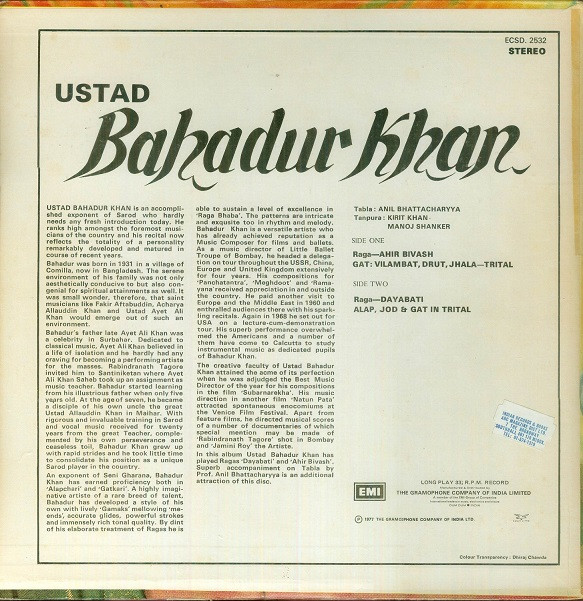 ECSD. 2532
STEREO
USTAD
Bahadur Khan
USTAD BAHADUR KHAN is an accompli-
shed exponent of Sarod who hardly
needs any fresh introduction today. He
ranks high amongst the foremost musi-
cians of the country and his recital now
reflects the totality of a personality
remarkably developed and matured in
course of recent years.
Bahadur was born in 1931 in a village of
Comilla, now in Bangladesh. The serene
environment of his family was not only
aesthetically conducive to but also con-
genial for spiritual attainments as well. It
was small wonder, therefore, that saint
musicians like Fakir Aftabuddin, Acharya
Allauddin Khan and Ustad Ayet Ali
Khan would emerge out of such an
environment.
Bahadur's father late Ayet Ali Khan was
a celebrity in Surbahar. Dedicated to
classical music, Ayet Ali Khan believed in
a life of isolation and he hardly had any
craving for becoming a performing artiste
for the masses. Rabindranath Tagore
invited him to Santiniketan where Ayet
Ali Khan Saheb took up an assignment as
music teacher. Bahadur started learning
from his illustrious father when only five
years old. At the age of seven, he became
a disciple of his own uncle the great
Ustad Allauddin Khan in Maihar. With
rigorous and invaluable training in Sarod
and vocal music received for twenty
years from the great Teacher, comple-
mented by his own perseverance and
ceaseless toil, Bahadur Khan grew up
with rapid strides and he took little time
to consolidate his position as a unique
Sarod player in the country.
An exponent of Seni Gharana, Bahadur
Khan has earned proficiency both in
'Alapchari' and 'Gatkari'. A highly imagi-
native artiste of a rare breed of talent,
Bahadur has developed a style of his
own with lively 'Gamaks' mellowing 'me-
ends', accurate glides, powerful strokes
and immensely rich tonal quality. By dint
of his elaborate treatment of Ragas he is
able to sustain a level of excellence in
'Raga Bhaba'. The patterns are intricate
and exquisite too in rhythm and melody.
Bahadur Khan is a versatile artiste who
has already achieved reputation as a
Music Composer for films and ballets.
As a music director of Little Ballet
Troupe of Bombay, he headed a delega-
tion on tour throughout the USSR, China,
Europe and United Kingdom extensively
for four years. His compositions for
'Panchatantra', 'Meghdoot' and 'Rama-
yana' received appreciation in and outside
the country. He paid another visit to
Europe and the Middle East in 1960 and
enthralled audiences there with his spark-
ling recitals. Again in 1968 he set out for
USA on a lecture-cum-demonstration
tour. His superb performance overwhel-
med the Americans and a number of
them have come to Calcutta to study
instrumental music as dedicated pupils
of Bahadur Khan.
The creative faculty of Ustad Bahadur
Khan attained the acme of its perfection
when he was adjudged the Best Music
Director of the year for his compositions
in the film 'Subarnarekha'. His music
direction in another film 'Natun Pata'
attracted spontaneous encomiums at
the Venice Film Festival. Apart from
feature films, he directed musical scores
of a number of documentaries of which
special mention may be made of
'Rabindranath Tagore' shot in Bombay
and 'Jamini Roy' the Artiste.
In this album Ustad Bahadur Khan has
played Ragas 'Dayabati' and 'Ahir Bivash'.
Superb accompaniment on Tabla by
Prof. Anil Bhattacharyya is an additional
attraction of this disc.
Tabla : ANIL BHATTACHARYYA
Tanpura : KIRIT KHAN
MANOJ SHANKER
SIDE ONE
Raga—AHIR BIVASH
GAT: VILAMBAT, DRUT, JHALA—TRITAL
SIDE TWO
Raga—DAYABATI
ALAP, JOD & GAT IN TRITAL
EMI
LONG PLAY 33⅓ R.P.M. RECORD
THE GRAMOPHONE COMPANY OF INDIA LIMITED
Ⓟ 1977 THE GRAMOPHONE COMPANY OF INDIA LTD.
Colour Transparency : Dhiraj Chawda